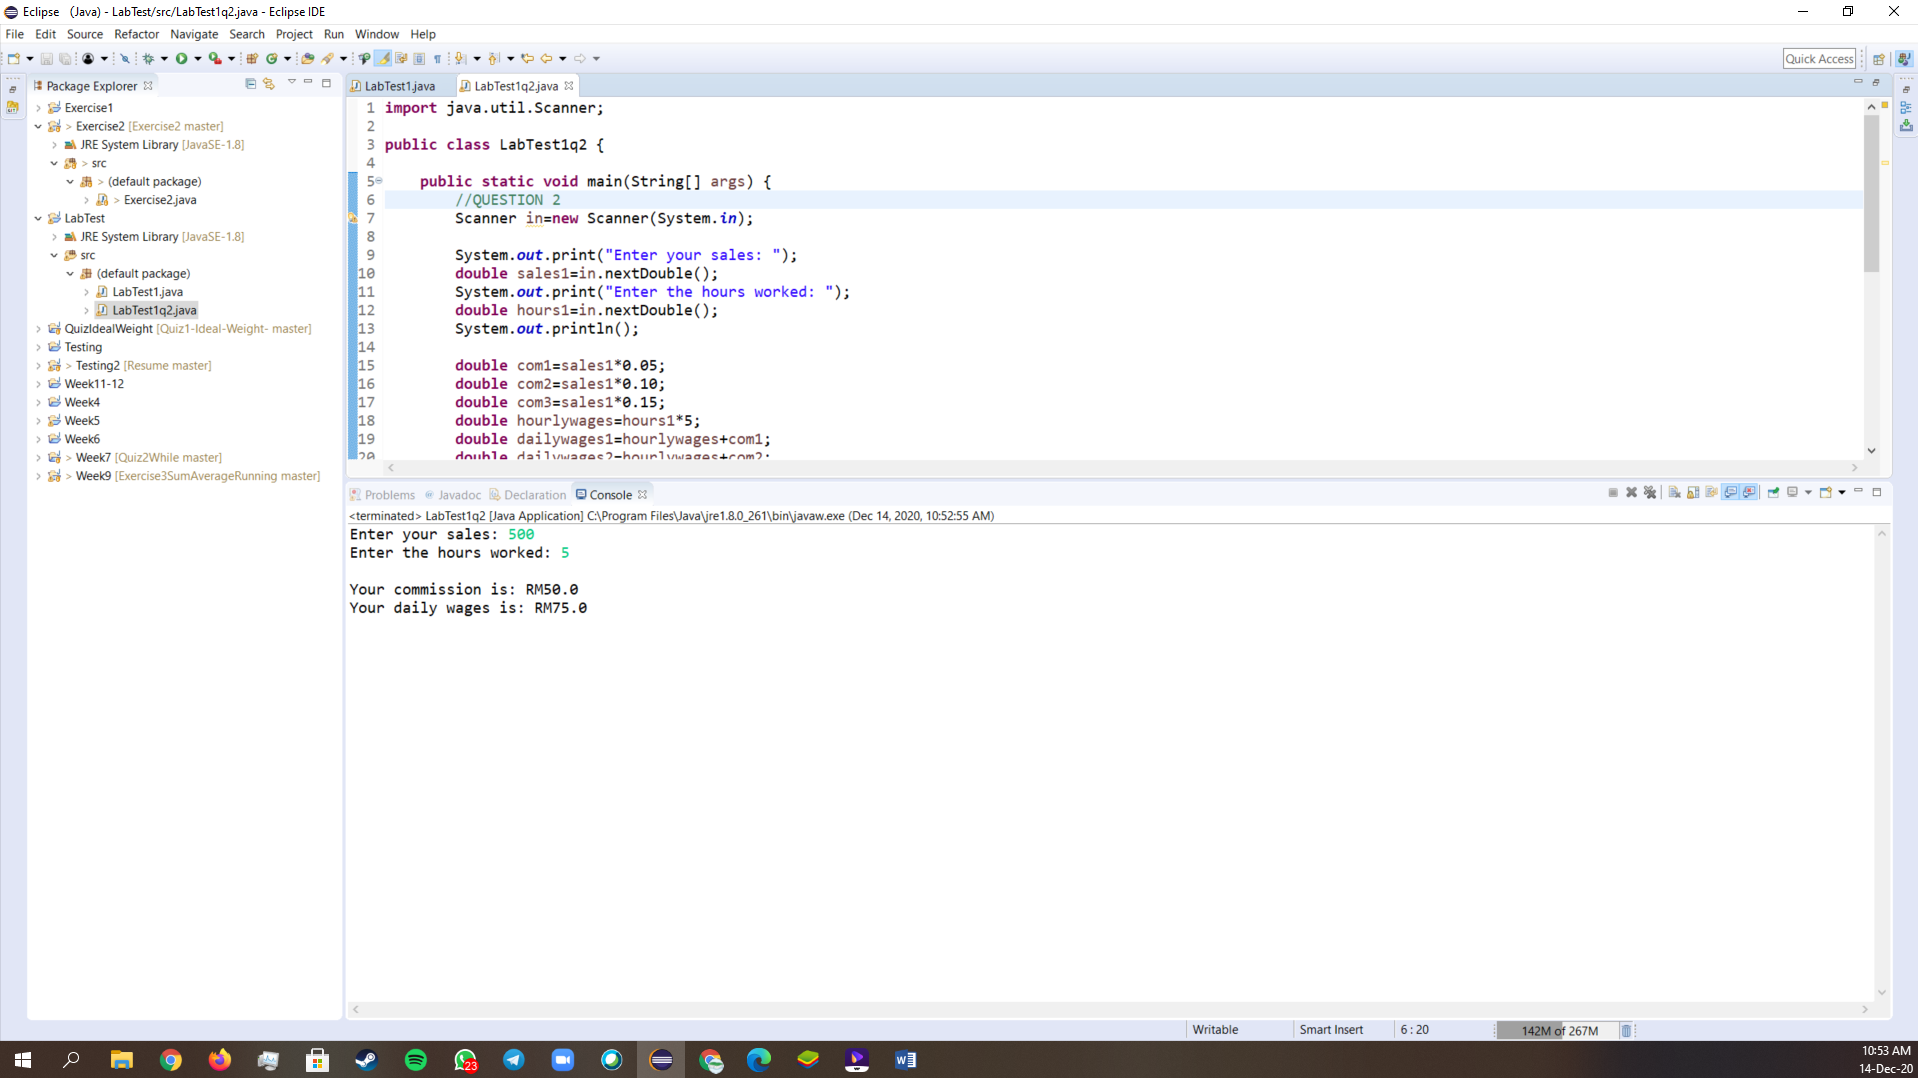 Eclipse (Java) - LabTest/src/LabTest1q2.java - Eclipse IDE
File Edit Source Refactor Navigate Search Project Run Window Help
Quick Access
Package Explorer
Exercise1
> Exercise2 [Exercise2 master]
JRE System Library [JavaSE-1.8]
> src
> (default package)
> Exercise2.java
LabTest
JRE System Library [JavaSE-1.8]
src
(default package)
LabTest1.java
LabTest1q2.java
QuizIdealWeight [Quiz1-Ideal-Weight- master]
Testing
> Testing2 [Resume master]
Week11-12
Week4
Week5
Week6
> Week7 [Quiz2While master]
> Week9 [Exercise3SumAverageRunning master]
LabTest1.java LabTest1q2.java
1 import java.util.Scanner;
2
3 public class LabTest1q2 {
4
5 public static void main(String[] args) {
6 //QUESTION 2
7 Scanner in=new Scanner(System.in);
8
9 System.out.print("Enter your sales: ");
10 double sales1=in.nextDouble();
11 System.out.print("Enter the hours worked: ");
12 double hours1=in.nextDouble();
13 System.out.println();
14
15 double com1=sales1*0.05;
16 double com2=sales1*0.10;
17 double com3=sales1*0.15;
18 double hourlywages=hours1*5;
19 double dailywages1=hourlywages+com1;
20 double dailywages2=hourlywages+com2;
Problems Javadoc Declaration Console
<terminated> LabTest1q2 [Java Application] C:\Program Files\Java\jre1.8.0_261\bin\javaw.exe (Dec 14, 2020, 10:52:55 AM)
Enter your sales: 500
Enter the hours worked: 5
Your commission is: RM50.0
Your daily wages is: RM75.0
Writable Smart Insert 6 : 20 142M of 267M
23
W
10:53 AM
14-Dec-20